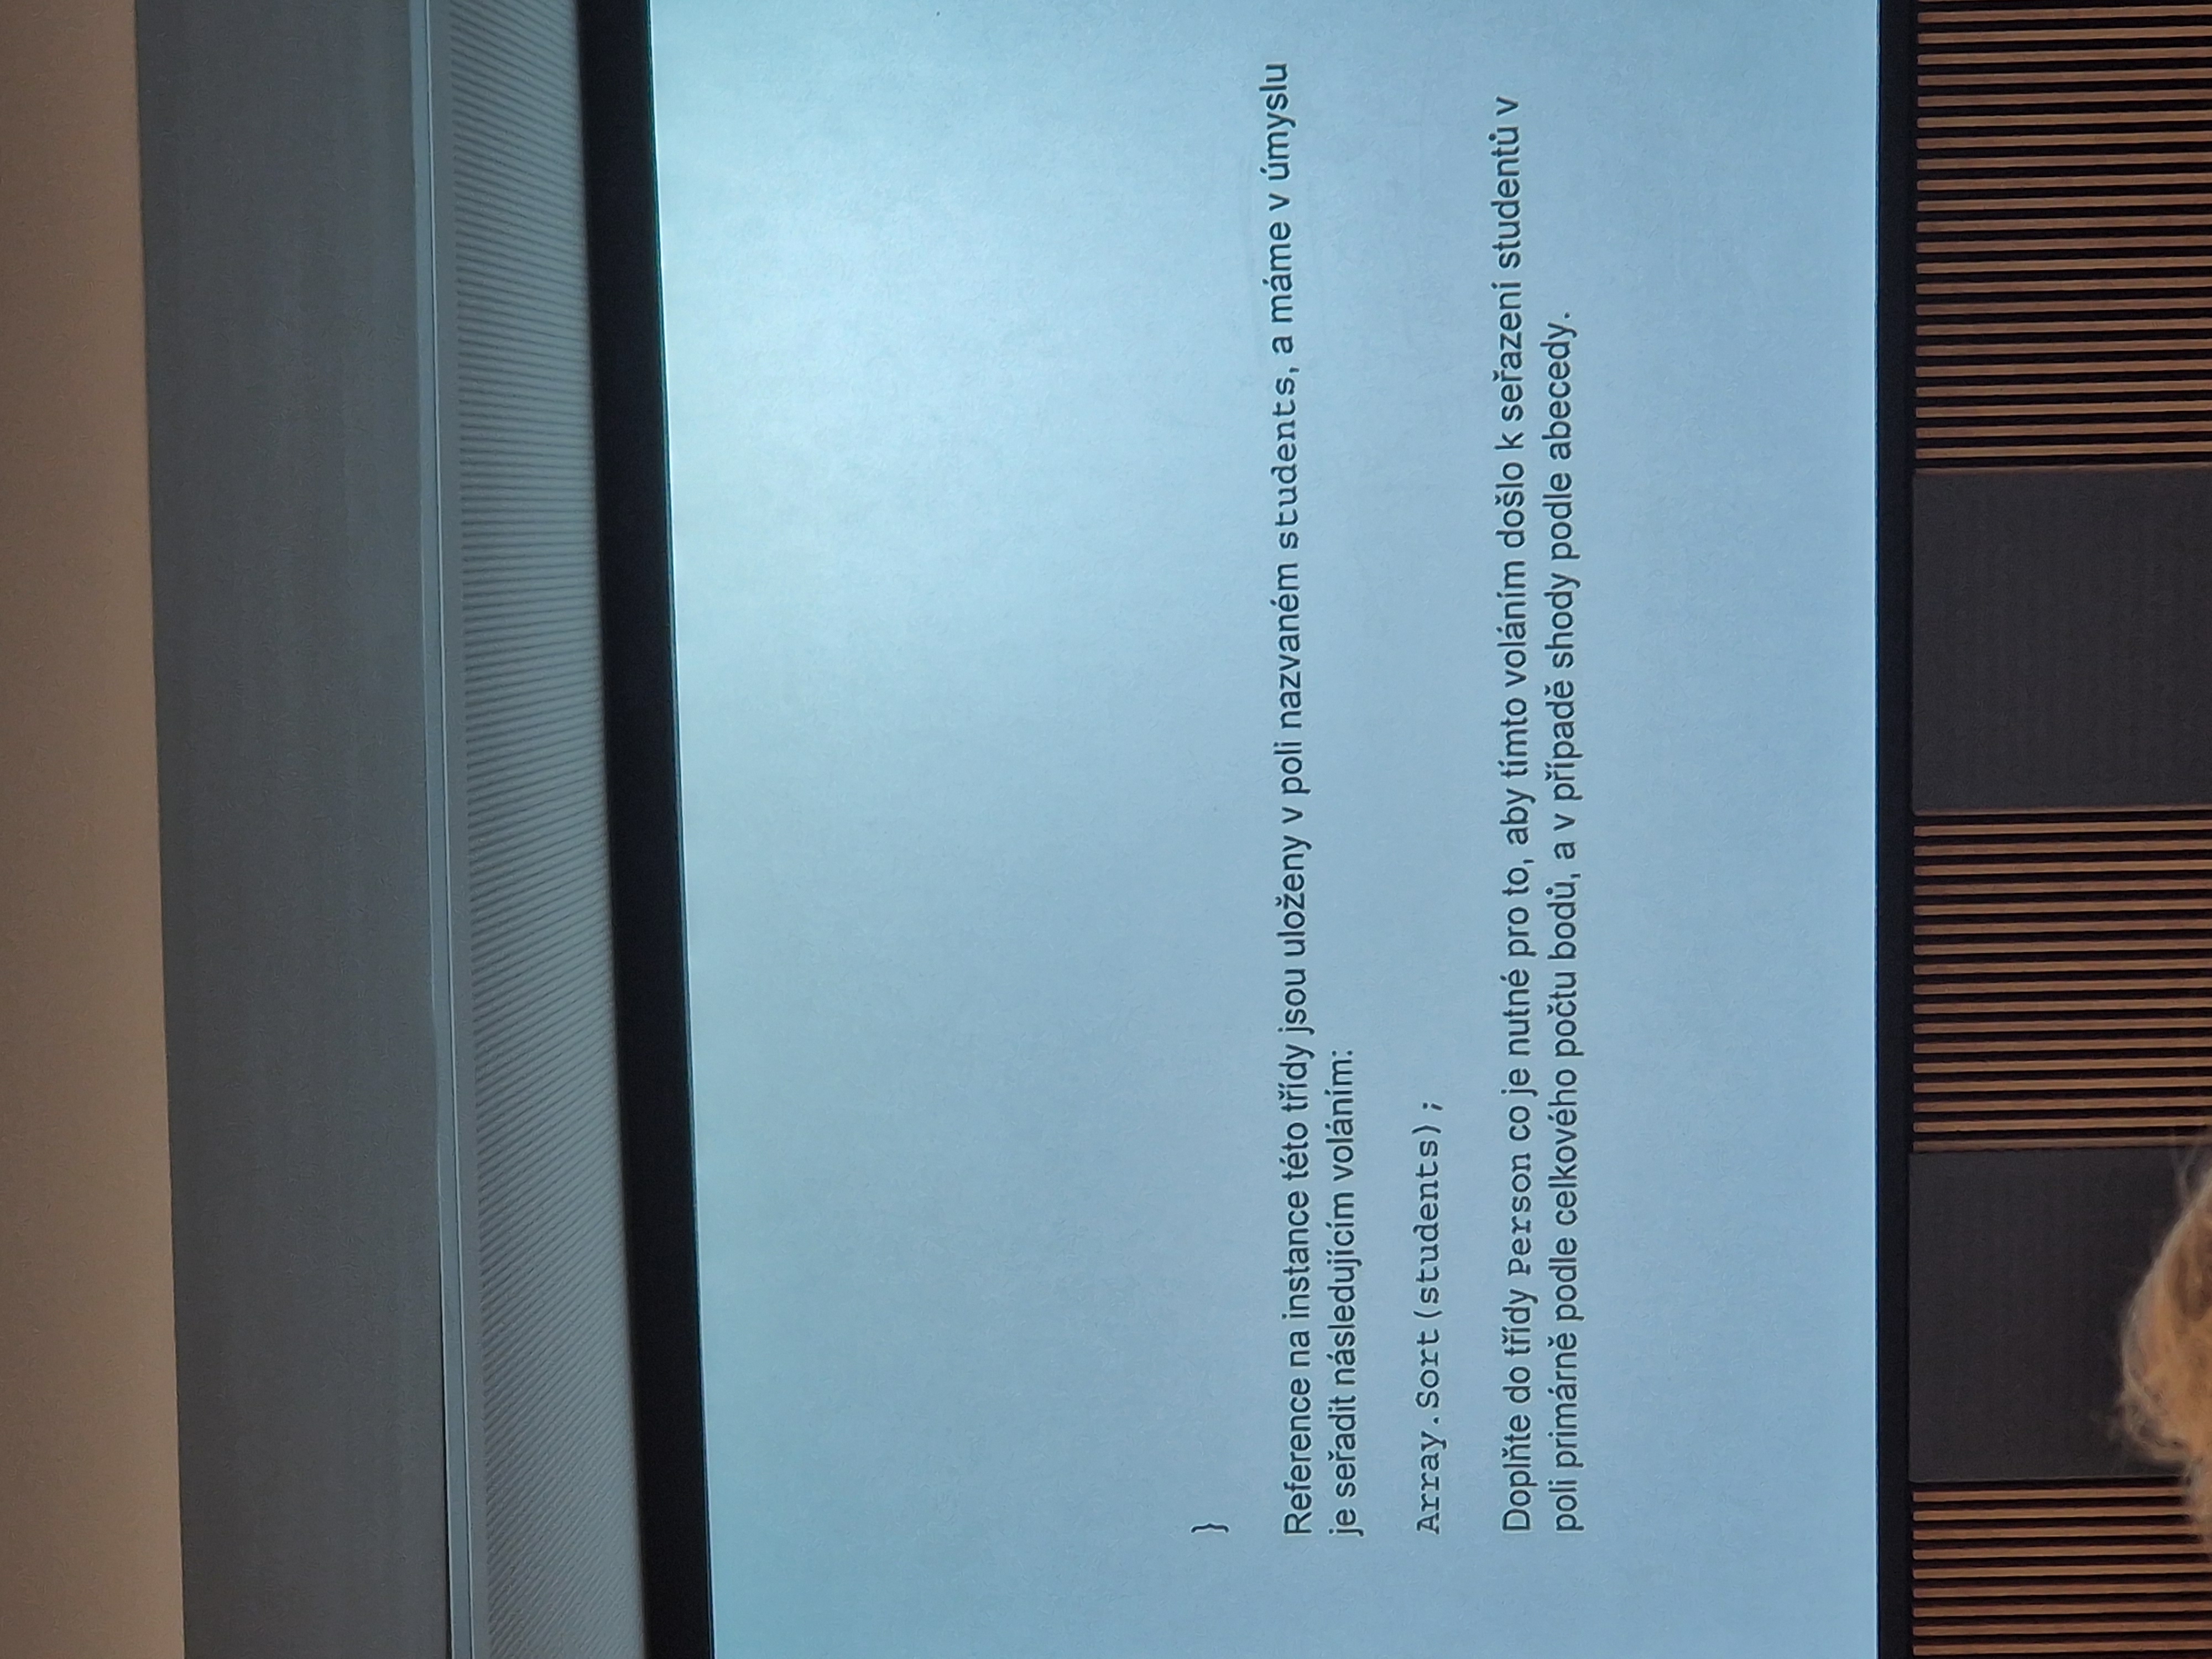 }
Reference na instance této třídy jsou uloženy v poli nazvaném students, a máme v úmyslu
je seřadit následujícím voláním:
Array.Sort(students);
Doplňte do třídy Person co je nutné pro to, aby tímto voláním došlo k seřazení studentů v
poli primárně podle celkového počtu bodů, a v případě shody podle abecedy.